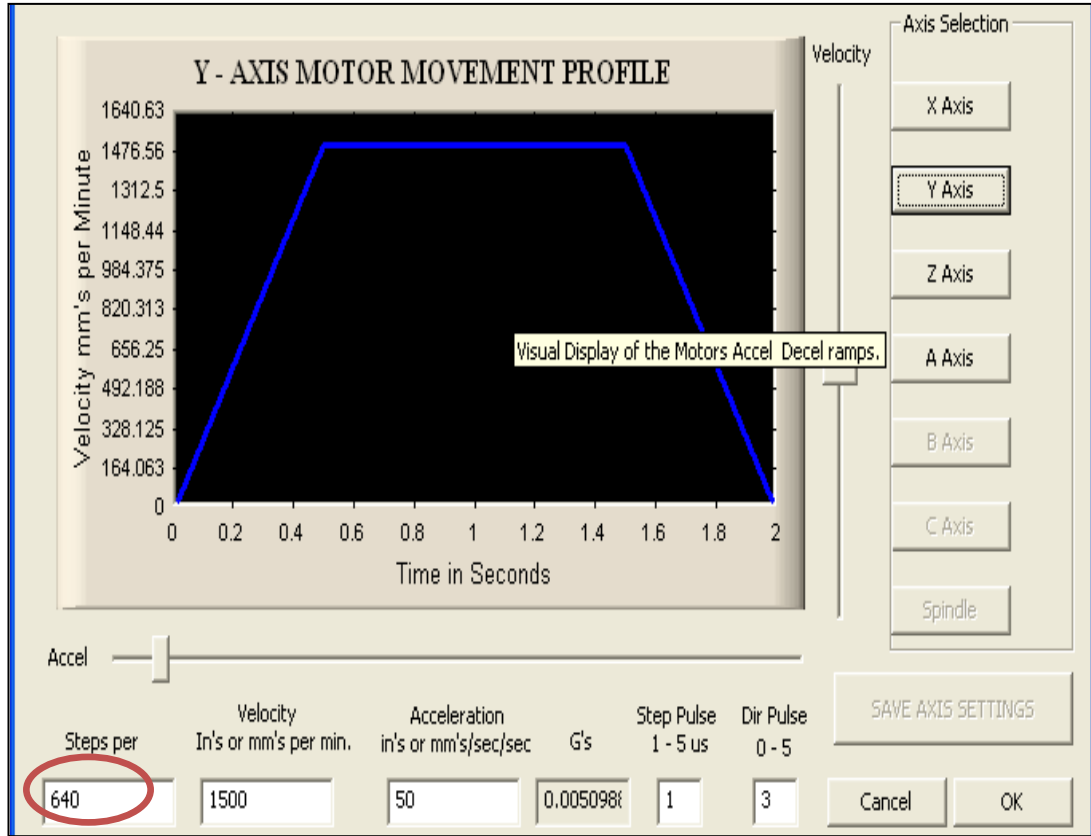 Y - AXIS MOTOR MOVEMENT PROFILE
Velocity mm's per Minute
1640.63
1476.56
1312.5
1148.44
984.375
820.313
656.25
492.188
328.125
164.063
0
0 0.2 0.4 0.6 0.8 1 1.2 1.4 1.6 1.8 2
Time in Seconds
Visual Display of the Motors Accel Decel ramps.
Velocity
Axis Selection
X Axis
Y Axis
Z Axis
A Axis
B Axis
C Axis
Spindle
Accel
SAVE AXIS SETTINGS
Steps per
Velocity
In's or mm's per min.
Acceleration
in's or mm's/sec/sec
G's
Step Pulse
1 - 5 us
Dir Pulse
0 - 5
640 1500 50 0.005098 1 3
Cancel OK